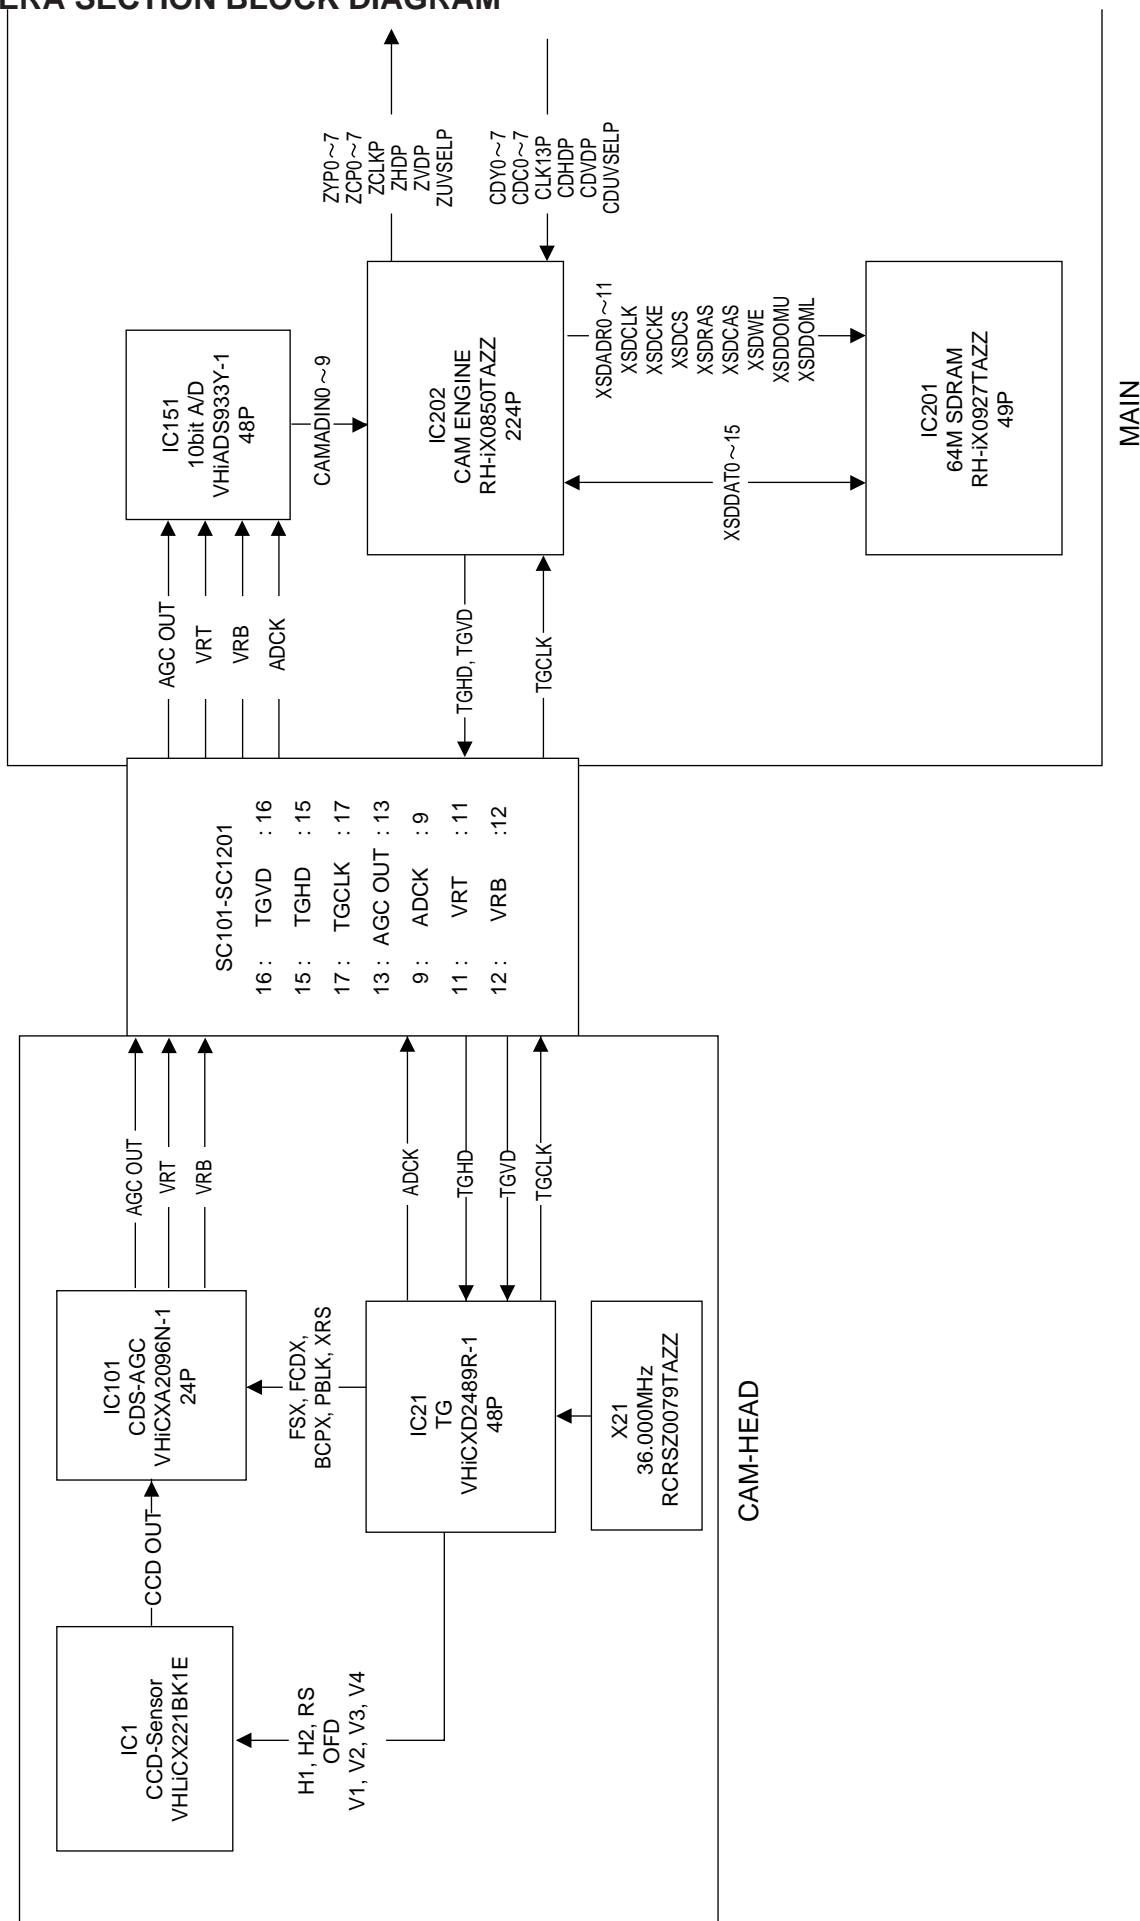 ERA SECTION BLOCK DIAGRAM
IC1
CCD-Sensor
VHLiCX221BK1E
CCD OUT
IC101
CDS-AGC
VHiCXA2096N-1
24P
AGC OUT
VRT
VRB
H1, H2, RS
OFD
V1, V2, V3, V4
FSX, FCDX,
BCPX, PBLK, XRS
IC21
TG
VHiCXD2489R-1
48P
ADCK
TGHD
TGVD
TGCLK
X21
36.000MHz
RCRSZ0079TAZZ
CAM-HEAD
SC101-SC1201
16 : TGVD : 16
15 : TGHD : 15
17 : TGCLK : 17
13 : AGC OUT : 13
9 : ADCK : 9
11 : VRT : 11
12 : VRB :12
AGC OUT
VRT
VRB
ADCK
IC151
10bit A/D
VHiADS933Y-1
48P
CAMADIN0～9
TGHD, TGVD
TGCLK
IC202
CAM ENGINE
RH-iX0850TAZZ
224P
ZYP0～7
ZCP0～7
ZCLKP
ZHDP
ZVDP
ZUVSELP
CDY0～7
CDC0～7
CLK13P
CDHDP
CDVDP
CDUVSELP
XSDADR0～11
XSDCLK
XSDCKE
XSDCS
XSDRAS
XSDCAS
XSDWE
XSDDOMU
XSDDOML
XSDDAT0～15
IC201
64M SDRAM
RH-iX0927TAZZ
49P
MAIN